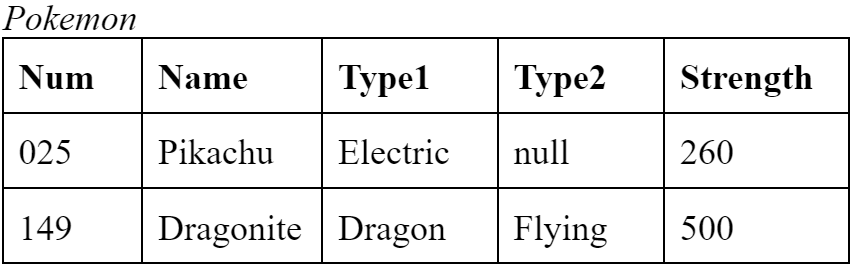 Pokemon
Num Name Type1 Type2 Strength
025 Pikachu Electric null 260
149 Dragonite Dragon Flying 500